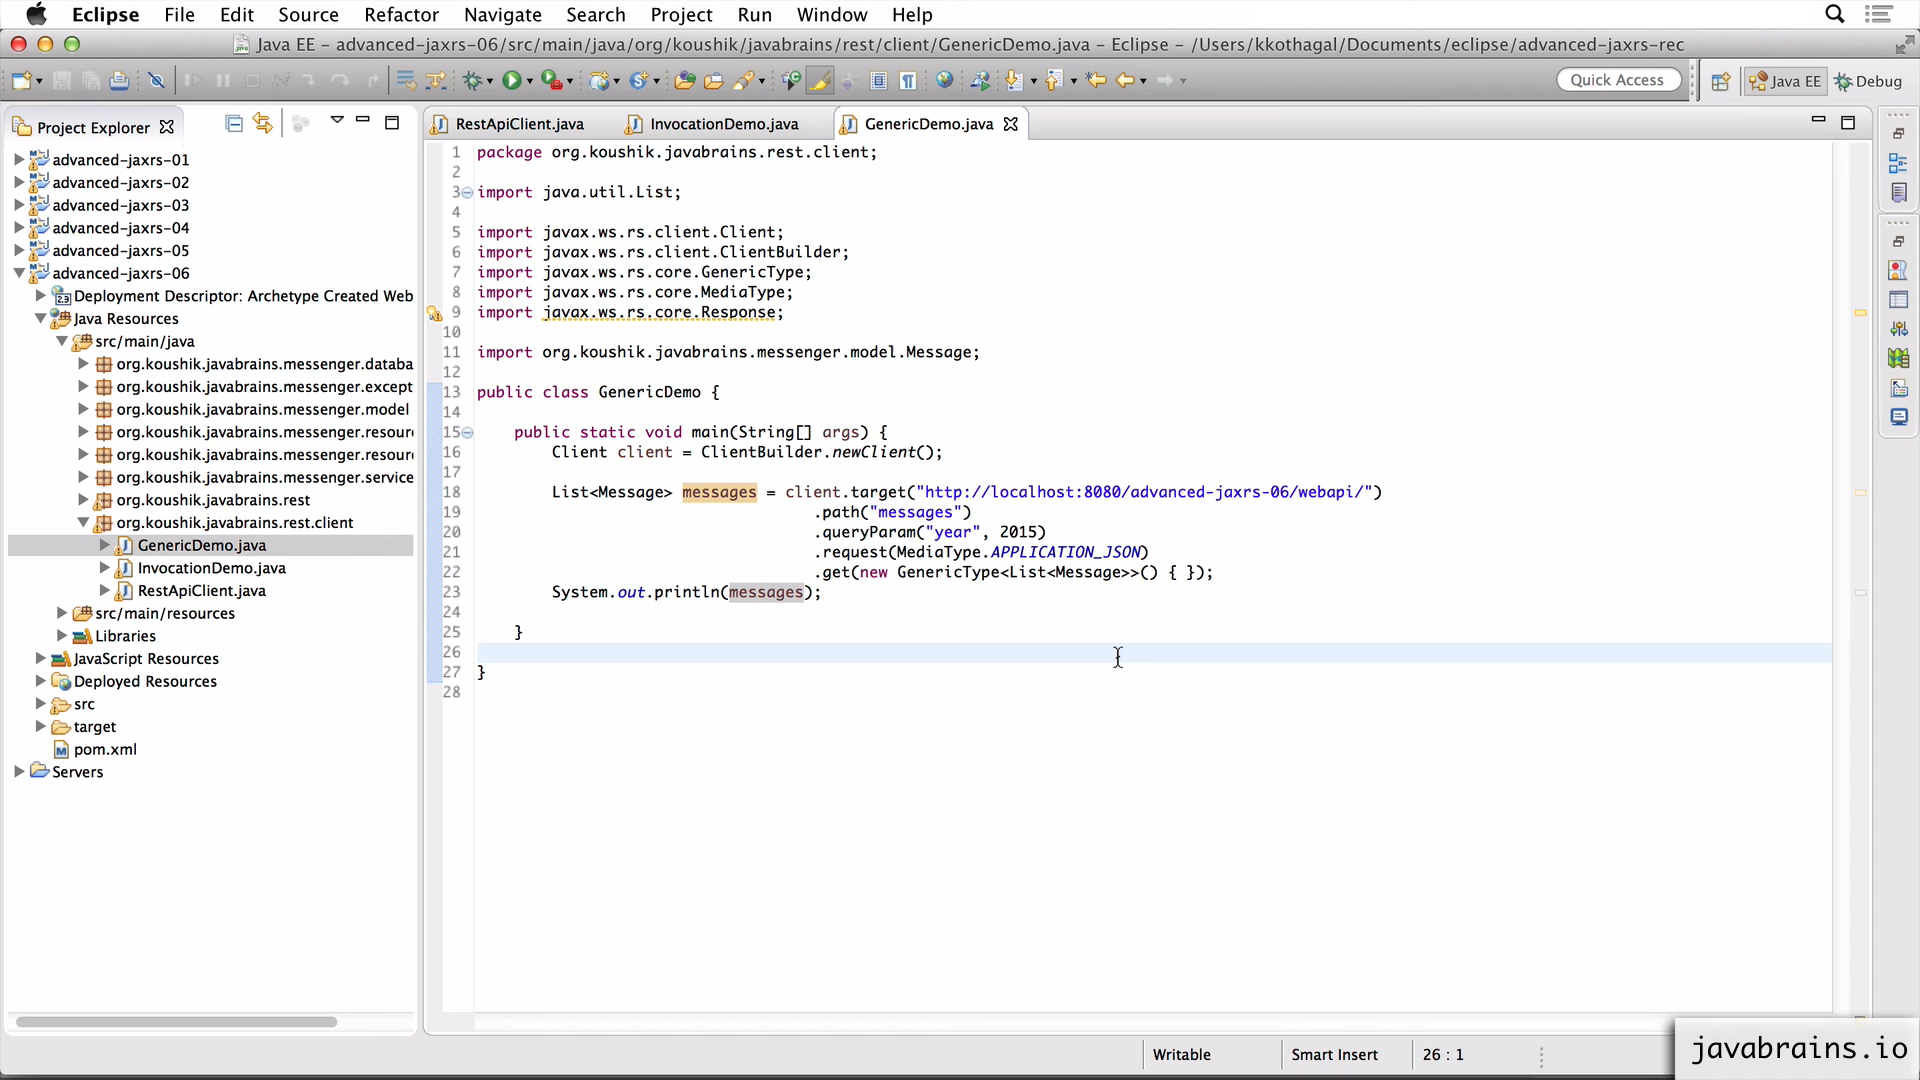 Eclipse File Edit Source Refactor Navigate Search Project Run Window Help
Java EE – advanced-jaxrs-06/src/main/java/org/koushik/javabrains/rest/client/GenericDemo.java – Eclipse – /Users/kkothagal/Documents/eclipse/advanced-jaxrs-rec
Quick Access
Java EE
Debug
Project Explorer
advanced-jaxrs-01
advanced-jaxrs-02
advanced-jaxrs-03
advanced-jaxrs-04
advanced-jaxrs-05
advanced-jaxrs-06
Deployment Descriptor: Archetype Created Web
Java Resources
src/main/java
org.koushik.javabrains.messenger.databa
org.koushik.javabrains.messenger.except
org.koushik.javabrains.messenger.model
org.koushik.javabrains.messenger.resour
org.koushik.javabrains.messenger.resour
org.koushik.javabrains.messenger.service
org.koushik.javabrains.rest
org.koushik.javabrains.rest.client
GenericDemo.java
InvocationDemo.java
RestApiClient.java
src/main/resources
Libraries
JavaScript Resources
Deployed Resources
src
target
pom.xml
Servers
RestApiClient.java InvocationDemo.java GenericDemo.java
1 package org.koushik.javabrains.rest.client;
2
3 import java.util.List;
4
5 import javax.ws.rs.client.Client;
6 import javax.ws.rs.client.ClientBuilder;
7 import javax.ws.rs.core.GenericType;
8 import javax.ws.rs.core.MediaType;
9 import javax.ws.rs.core.Response;
10
11 import org.koushik.javabrains.messenger.model.Message;
12
13 public class GenericDemo {
14
15 public static void main(String[] args) {
16 Client client = ClientBuilder.newClient();
17
18 List<Message> messages = client.target("http://localhost:8080/advanced-jaxrs-06/webapi/")
19 .path("messages")
20 .queryParam("year", 2015)
21 .request(MediaType.APPLICATION_JSON)
22 .get(new GenericType<List<Message>>() { });
23 System.out.println(messages);
24
25 }
26
27 }
28
Writable
Smart Insert
26 : 1
javabrains.io